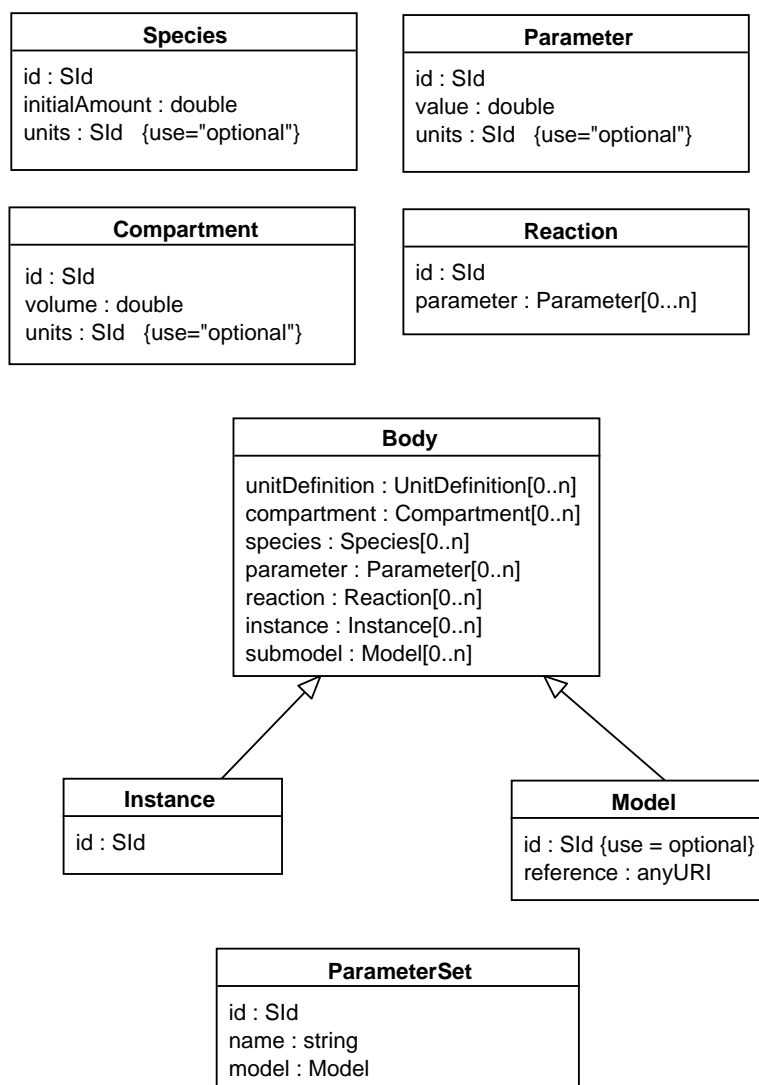 Species
id : SId
initialAmount : double
units : SId {use="optional"}
Parameter
id : SId
value : double
units : SId {use="optional"}
Compartment
id : SId
volume : double
units : SId {use="optional"}
Reaction
id : SId
parameter : Parameter[0...n]
Body
unitDefinition : UnitDefinition[0..n]
compartment : Compartment[0..n]
species : Species[0..n]
parameter : Parameter[0..n]
reaction : Reaction[0..n]
instance : Instance[0..n]
submodel : Model[0..n]
Instance
id : SId
Model
id : SId {use = optional}
reference : anyURI
ParameterSet
id : SId
name : string
model : Model